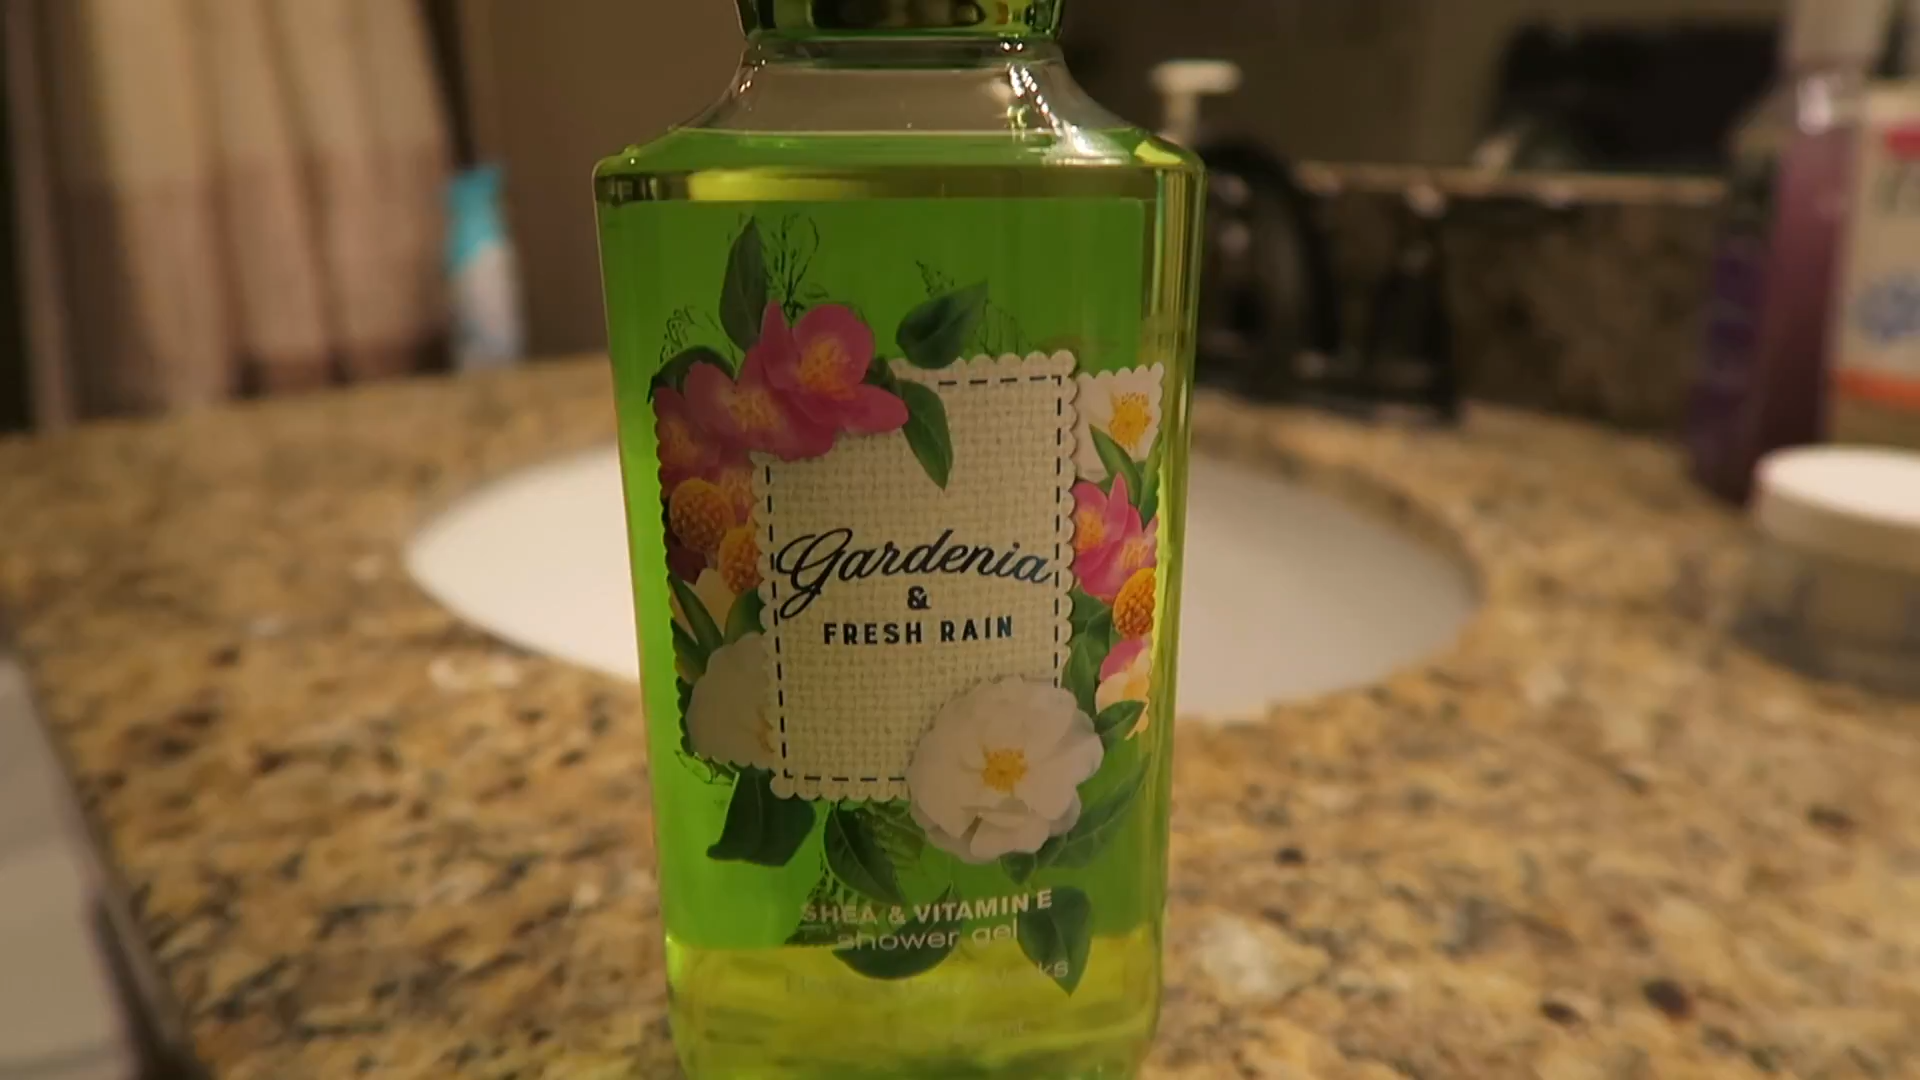 Gardenia
&
FRESH RAIN
SHEA & VITAMIN E
shower gel